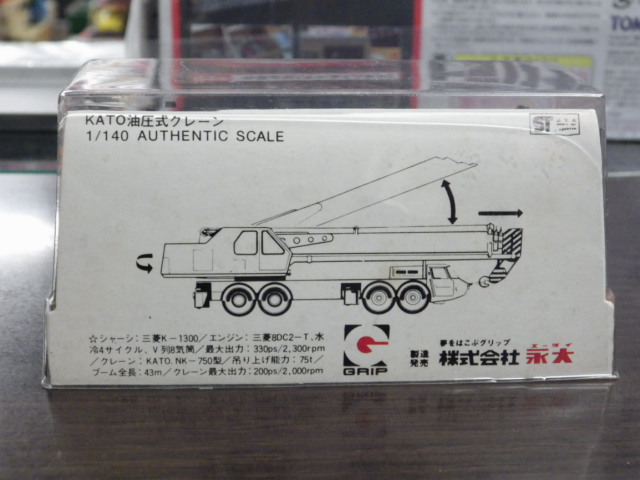 KATO油圧式クレーン
1/140 AUTHENTIC SCALE
ST
☆シャーシ：三菱K−1300／エンジン：三菱8DC2−T、水
冷4サイクル、V列8気筒／最大出力：330ps/2,300rpm
／クレーン：KATO. NK−750型／吊り上げ能力：75t／
ブーム全長：43m／クレーン最大出力：200ps/2,000rpm
GRIP
夢をはこぶグリップ
製造
発売
株式会社 永大
TOM